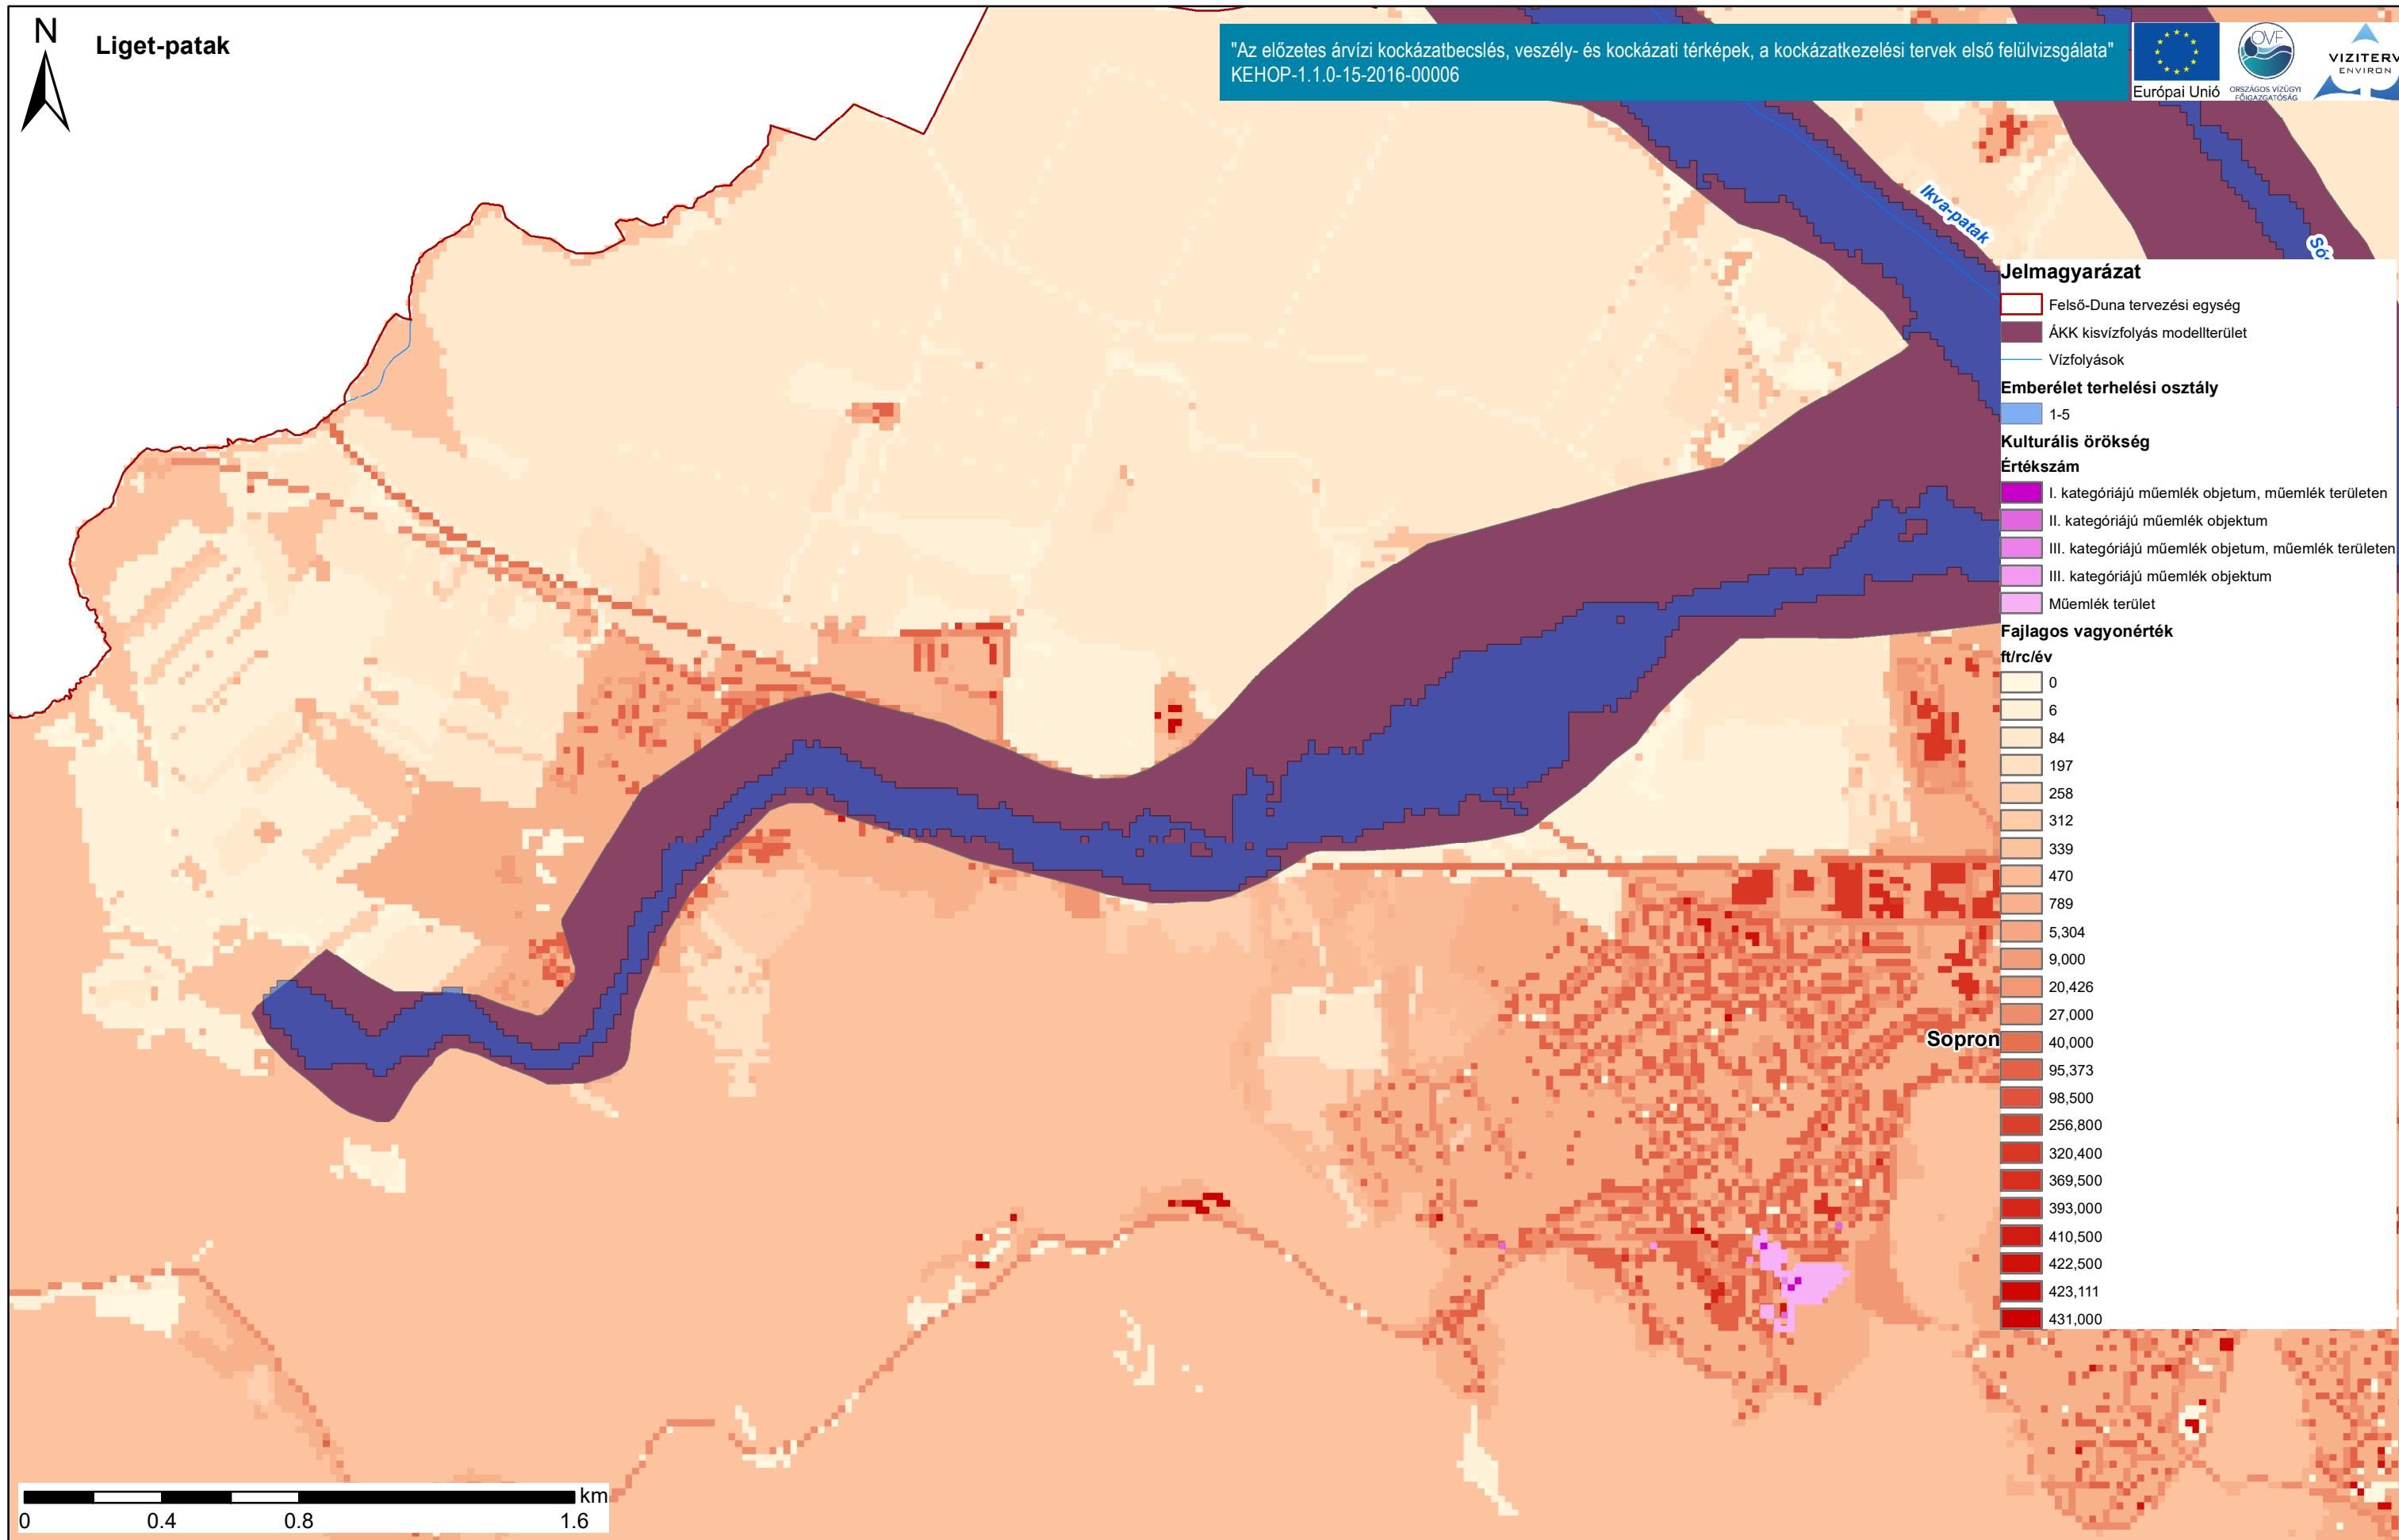 N
Liget-patak
"Az előzetes árvízi kockázatbecslés, veszély- és kockázati térképek, a kockázatkezelési tervek első felülvizsgálata"
KEHOP-1.1.0-15-2016-00006
Európai Unió
OVF
ORSZÁGOS VÍZÜGYI
FŐIGAZGATÓSÁG
VIZITERV
ENVIRON
Ikva-patak
Sós
Jelmagyarázat
Felső-Duna tervezési egység
ÁKK kisvízfolyás modellterület
Vízfolyások
Emberélet terhelési osztály
1-5
Kulturális örökség
Értékszám
I. kategóriájú műemlék objetum, műemlék területen
II. kategóriájú műemlék objektum
III. kategóriájú műemlék objetum, műemlék területen
III. kategóriájú műemlék objektum
Műemlék terület
Fajlagos vagyonérték
ft/rc/év
0
6
84
197
258
312
339
470
789
5,304
9,000
20,426
27,000
40,000
95,373
98,500
256,800
320,400
369,500
393,000
410,500
422,500
423,111
431,000
Sopron
km
0 0.4 0.8 1.6